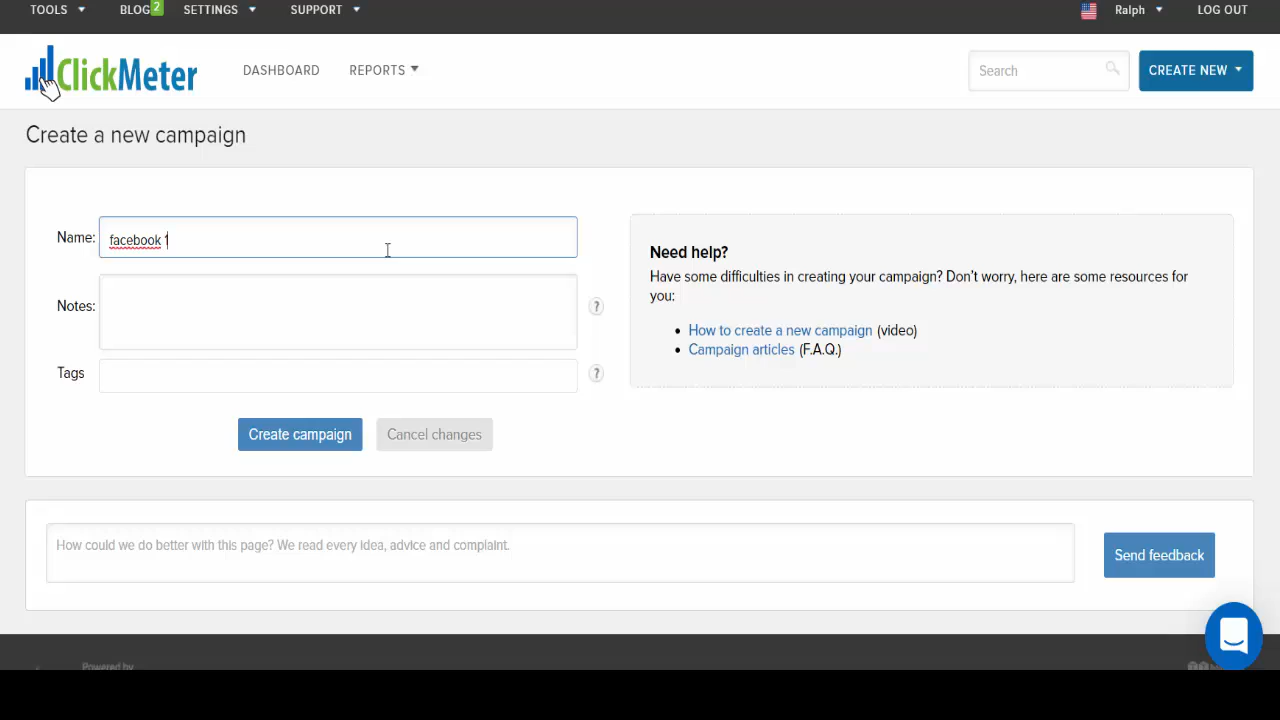 TOOLS BLOG 2 SETTINGS SUPPORT Ralph LOG OUT
ClickMeter DASHBOARD REPORTS Search CREATE NEW
Create a new campaign
Name: facebook 1
Notes: ?
Tags ?
Create campaign Cancel changes
Need help?
Have some difficulties in creating your campaign? Don't worry, here are some resources for
you:
• How to create a new campaign (video)
• Campaign articles (F.A.Q.)
How could we do better with this page? We read every idea, advice and complaint.
Send feedback
Powered by